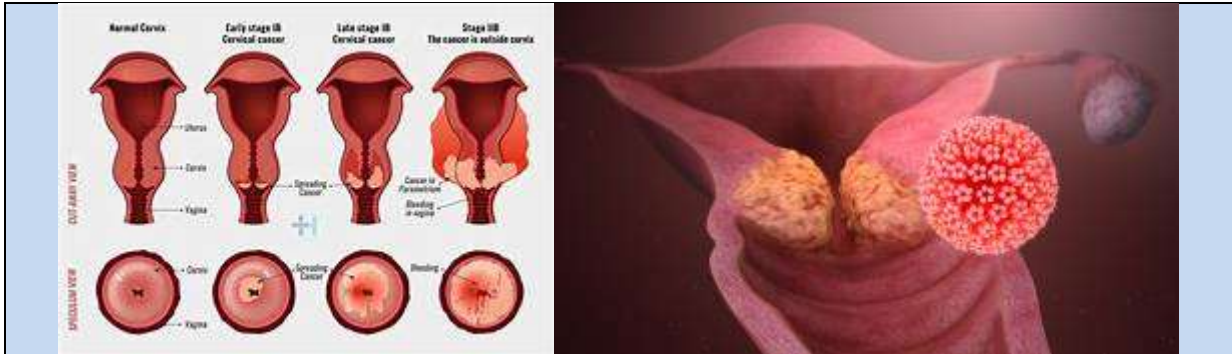 Normal Cervix
Early stage IB
Cervical cancer
Late stage IB
Cervical cancer
Stage IIIB
The cancer is outside cervix
CUT-AWAY VIEW
Uterus
Cervix
Vagina
Spreading
Cancer
Cancer in
Parametrium
Bleeding
in vagina
SPECULUM VIEW
Cervix
Vagina
Spreading
Cancer
Bleeding